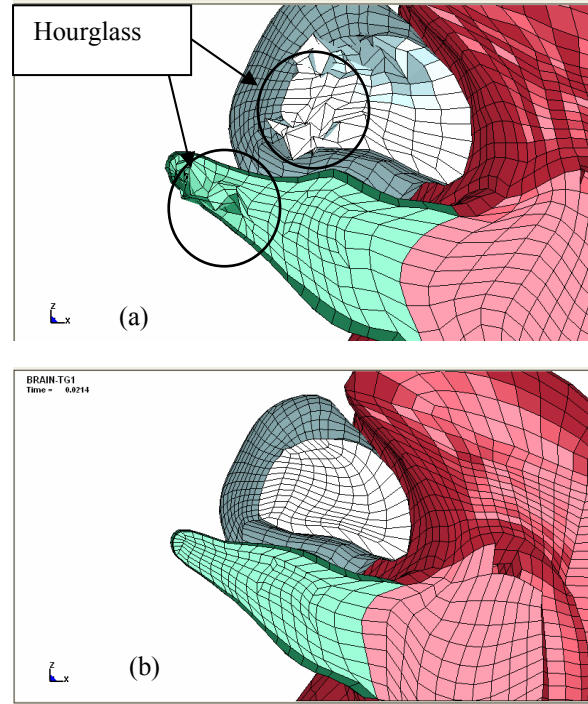 Hourglass
z
x
(a)
BRAIN-TG1
Time = 0.0214
z
x
(b)